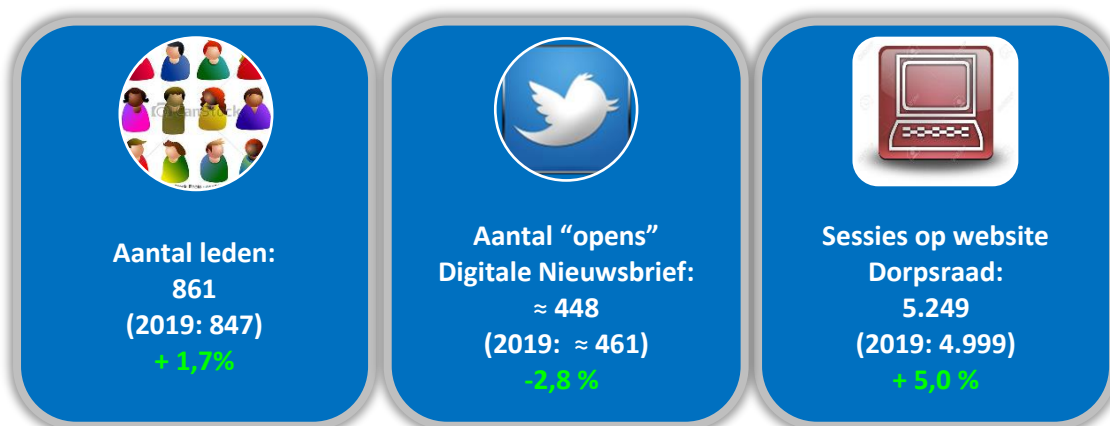 Aantal leden:
861
(2019: 847)
+ 1,7%
Aantal “opens”
Digitale Nieuwsbrief:
≈ 448
(2019: ≈ 461)
-2,8 %
Sessies op website
Dorpsraad:
5.249
(2019: 4.999)
+ 5,0 %